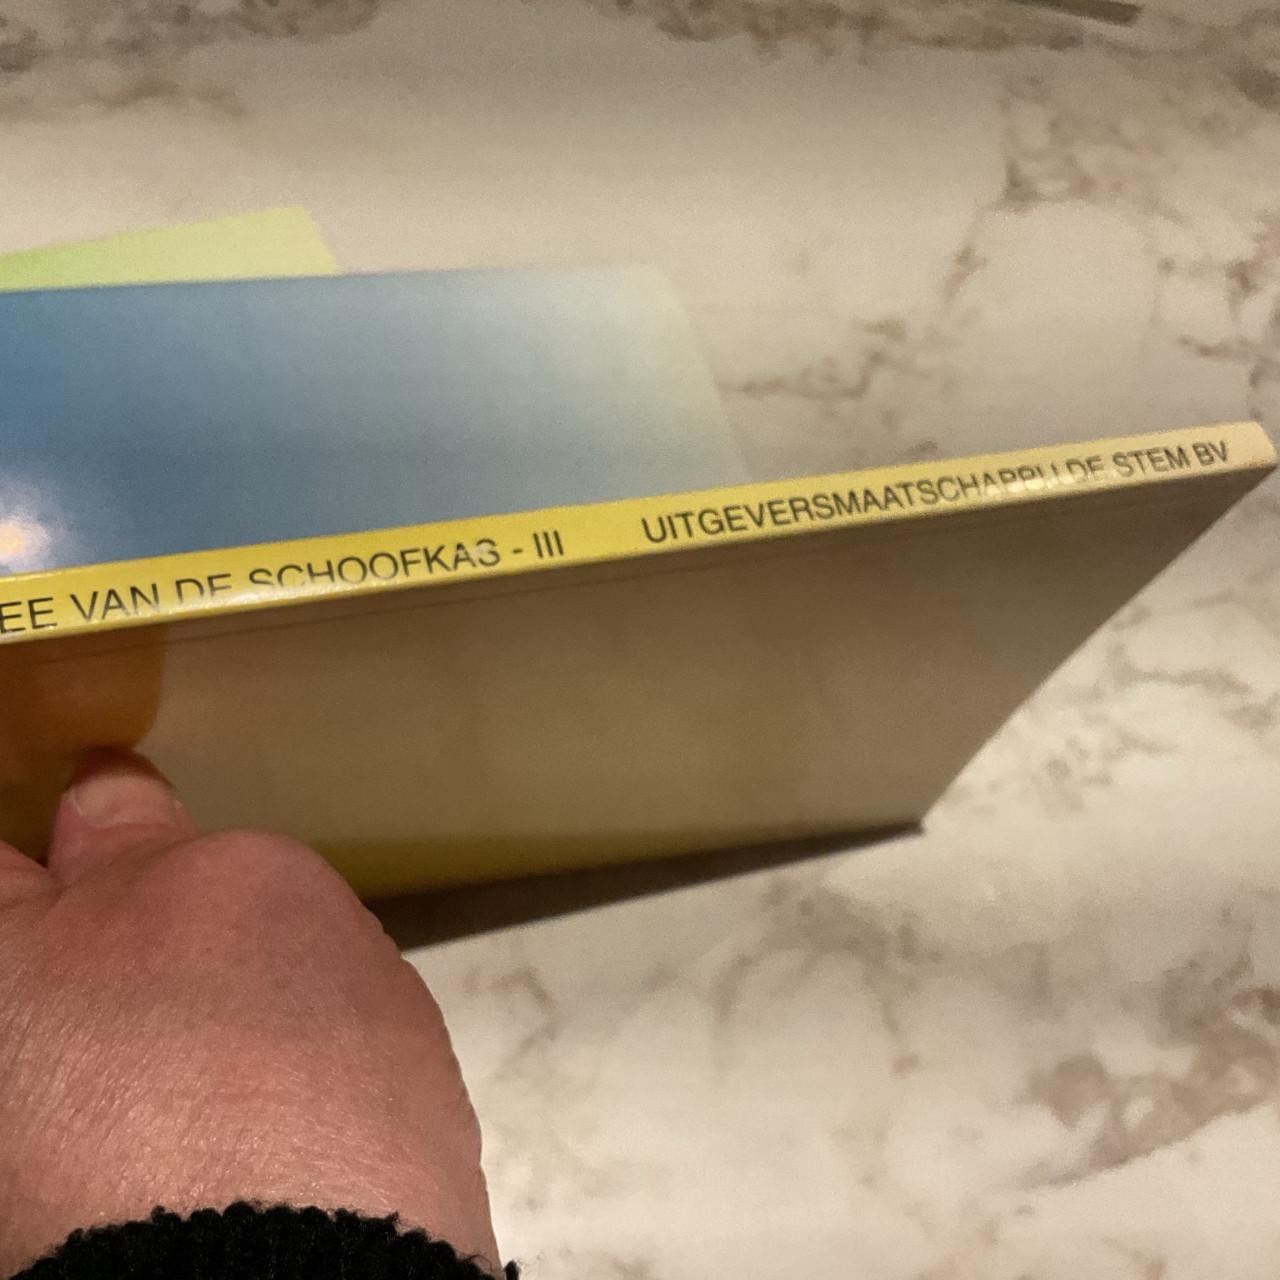 EE VAN DE SCHOOFKAS - III UITGEVERSMAATSCHAPPIJ DE STEM BV